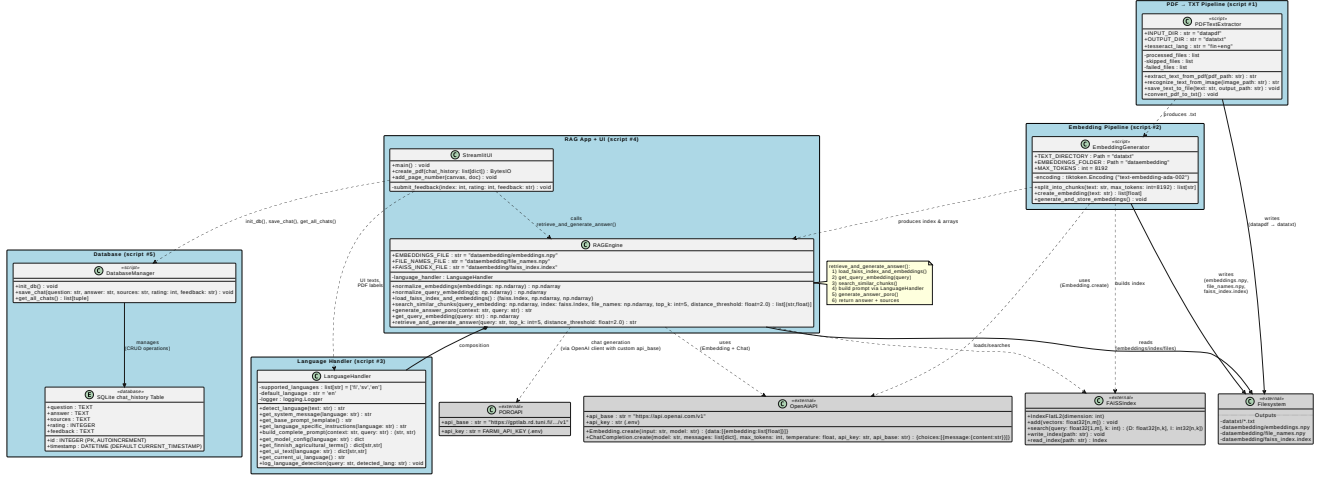 PDF → TXT Pipeline (script #1)
«script»
PDFTextExtractor
+INPUT_DIR : str = "datapdf"
+OUTPUT_DIR : str = "datatxt"
+tesseract_lang : str = "fin+eng"
-processed_files : list
-skipped_files : list
-failed_files : list
+extract_text_from_pdf(pdf_path: str) : str
+recognize_text_from_image(image_path: str) : str
+save_text_to_file(text: str, output_path: str) : void
+convert_pdf_to_txt() : void
produces .txt
Embedding Pipeline (script #2)
«script»
EmbeddingGenerator
+TEXT_DIRECTORY : Path = "datatxt"
+EMBEDDINGS_FOLDER : Path = "dataembedding"
+MAX_TOKENS : int = 8192
-encoding : tiktoken.Encoding ("text-embedding-ada-002")
+split_into_chunks(text: str, max_tokens: int=8192) : list[str]
+create_embedding(text: str) : list[float]
+generate_and_store_embeddings() : void
RAG App + UI (script #4)
StreamlitUI
+main() : void
+create_pdf(chat_history: list[dict]) : BytesIO
+add_page_number(canvas, doc) : void
-submit_feedback(index: int, rating: int, feedback: str) : void
init_db(), save_chat(), get_all_chats()
calls
retrieve_and_generate_answer()
produces index & arrays
writes
(datapdf → datatxt)
RAGEngine
+EMBEDDINGS_FILE : str = "dataembedding/embeddings.npy"
+FILE_NAMES_FILE : str = "dataembedding/file_names.npy"
+FAISS_INDEX_FILE : str = "dataembedding/faiss_index.index"
-language_handler : LanguageHandler
+normalize_embeddings(embeddings: np.ndarray) : np.ndarray
+normalize_query_embedding(q: np.ndarray) : np.ndarray
+load_faiss_index_and_embeddings() : (faiss.Index, np.ndarray, np.ndarray)
+search_similar_chunks(query_embedding: np.ndarray, index: faiss.Index, file_names: np.ndarray, top_k: int=5, distance_threshold: float=2.0) : list[(str,float)]
+generate_answer_poro(context: str, query: str) : str
+get_query_embedding(query: str) : np.ndarray
+retrieve_and_generate_answer(query: str, top_k: int=5, distance_threshold: float=2.0) : str
retrieve_and_generate_answer()
1) load_faiss_index_and_embeddings()
2) get_query_embedding(query)
3) search_similar_chunks()
4) build prompt via LanguageHandler
5) generate_answer_poro()
6) return answer + sources
Database (script #5)
«script»
DatabaseManager
+init_db() : void
+save_chat(question: str, answer: str, sources: str, rating: int, feedback: str) : void
+get_all_chats() : list[tuple]
UI texts,
PDF labels
uses
(Embedding.create)
builds index
writes
(embeddings.npy,
file_names.npy,
faiss_index.index)
manages
(CRUD operations)
composition
chat generation
(via OpenAI client with custom api_base)
uses
(Embedding + Chat)
loads/searches
reads
(embeddings/index/files)
«database»
SQLite chat_history Table
+question : TEXT
+answer : TEXT
+sources : TEXT
+rating : INTEGER
+feedback : TEXT
+id : INTEGER (PK, AUTOINCREMENT)
+timestamp : DATETIME (DEFAULT CURRENT_TIMESTAMP)
Language Handler (script #3)
LanguageHandler
-supported_languages : list[str] = ['fi','sv','en']
-default_language : str = 'en'
-logger : logging.Logger
+detect_language(text: str) : str
+get_system_message(language: str) : str
+get_base_prompt_template() : str
+get_language_specific_instructions(language: str) : str
+build_complete_prompt(context: str, query: str) : (str, str)
+get_model_config(language: str) : dict
+get_finnish_agricultural_terms() : dict[str,str]
+get_ui_text(language: str) : dict[str,str]
+get_current_ui_language() : str
+log_language_detection(query: str, detected_lang: str) : void
«external»
POROAPI
+api_base : str = "https://gptlab.rd.tuni.fi/.../v1"
+api_key : str = FARMI_API_KEY (.env)
«external»
OpenAIAPI
+api_base : str = "https://api.openai.com/v1"
+api_key : str (.env)
+Embedding.create(input: str, model: str) : {data:[{embedding:list[float]}]}
+ChatCompletion.create(model: str, messages: list[dict], max_tokens: int, temperature: float, api_key: str, api_base: str) : {choices:[{message:{content:str}}]}
«external»
FAISSIndex
+IndexFlatL2(dimension: int)
+add(vectors: float32[n,m]) : void
+search(query: float32[1,m], k: int) : (D: float32[n,k], I: int32[n,k])
+write_index(path: str) : void
+read_index(path: str) : Index
«external»
Filesystem
Outputs
-datatxt/*.txt
-dataembedding/embeddings.npy
-dataembedding/file_names.npy
-dataembedding/faiss_index.index